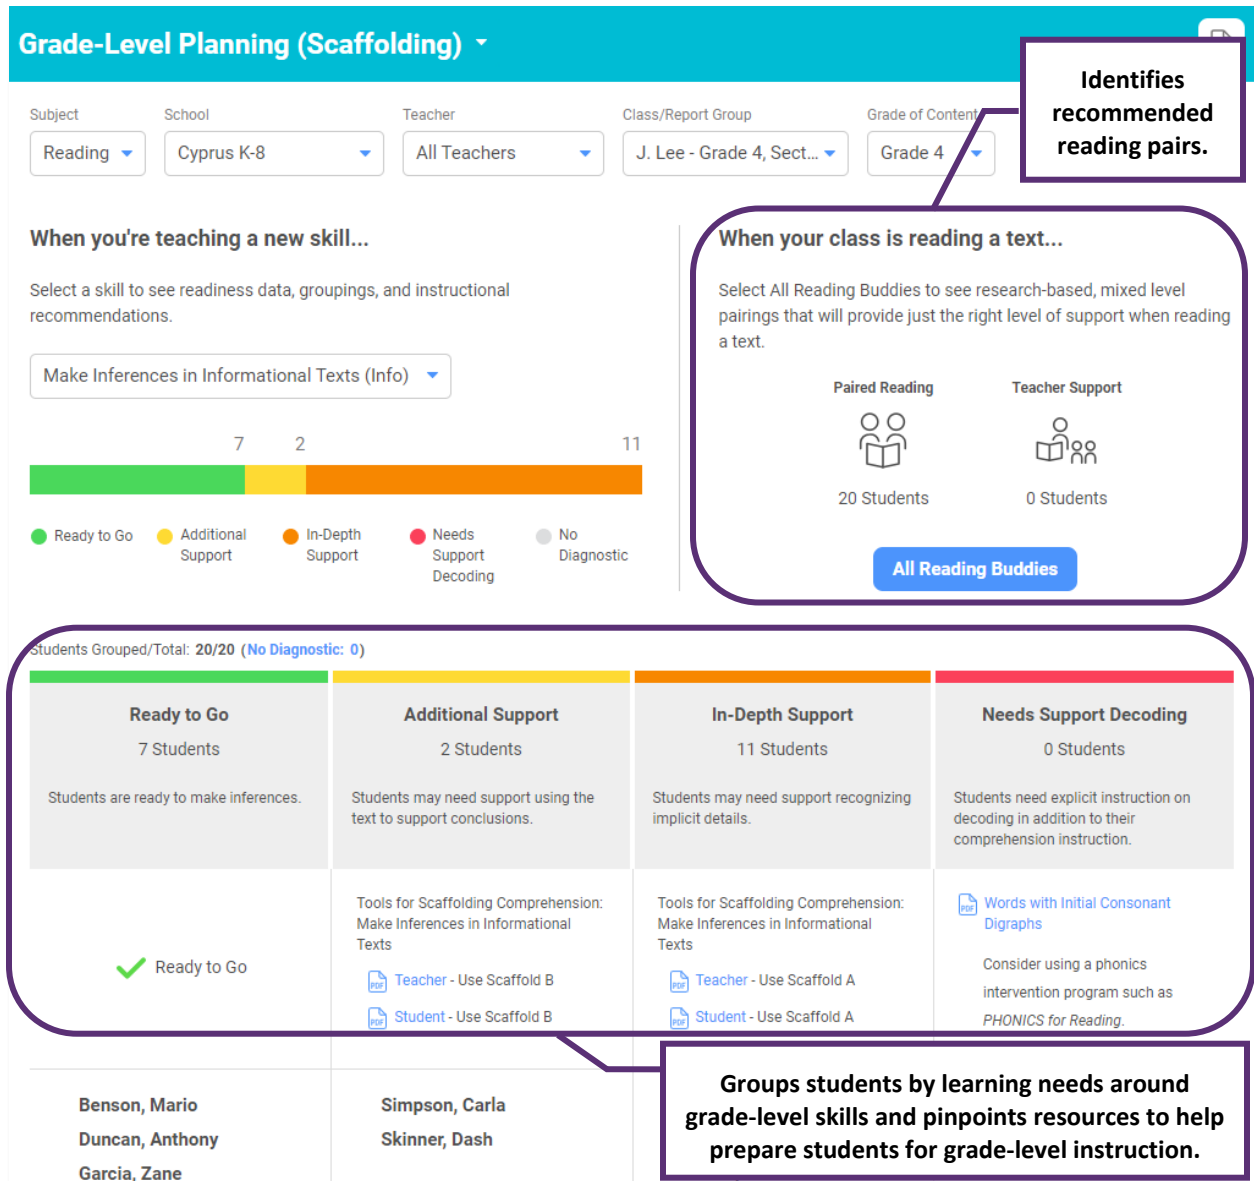 Grade-Level Planning (Scaffolding)
Identifies
recommended
reading pairs.
Subject
School
Teacher
Class/Report Group
Grade of Content
Reading
Cyprus K-8
All Teachers
J. Lee - Grade 4, Sect...
Grade 4
When you're teaching a new skill...
Select a skill to see readiness data, groupings, and instructional
recommendations.
Make Inferences in Informational Texts (Info)
7
2
11
Ready to Go
Additional
Support
In-Depth
Support
Needs
Support
Decoding
No
Diagnostic
When your class is reading a text...
Select All Reading Buddies to see research-based, mixed level
pairings that will provide just the right level of support when reading
a text.
Paired Reading
Teacher Support
20 Students
0 Students
All Reading Buddies
Students Grouped/Total: 20/20 (No Diagnostic: 0)
Ready to Go
7 Students
Students are ready to make inferences.
Ready to Go
Additional Support
2 Students
Students may need support using the
text to support conclusions.
Tools for Scaffolding Comprehension:
Make Inferences in Informational
Texts
PDF Teacher - Use Scaffold B
PDF Student - Use Scaffold B
In-Depth Support
11 Students
Students may need support recognizing
implicit details.
Tools for Scaffolding Comprehension:
Make Inferences in Informational
Texts
PDF Teacher - Use Scaffold A
PDF Student - Use Scaffold A
Needs Support Decoding
0 Students
Students need explicit instruction on
decoding in addition to their
comprehension instruction.
PDF Words with Initial Consonant
Digraphs
Consider using a phonics
intervention program such as
PHONICS for Reading.
Benson, Mario
Duncan, Anthony
Garcia, Zane
Simpson, Carla
Skinner, Dash
Groups students by learning needs around
grade-level skills and pinpoints resources to help
prepare students for grade-level instruction.